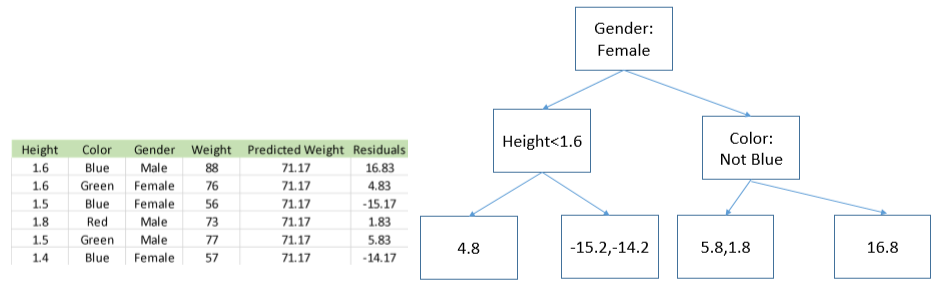 Height Color Gender Weight Predicted Weight Residuals
1.6 Blue Male 88 71.17 16.83
1.6 Green Female 76 71.17 4.83
1.5 Blue Female 56 71.17 -15.17
1.8 Red Male 73 71.17 1.83
1.5 Green Male 77 71.17 5.83
1.4 Blue Female 57 71.17 -14.17
Gender:
Female
Height<1.6
Color:
Not Blue
4.8
-15.2,-14.2
5.8,1.8
16.8